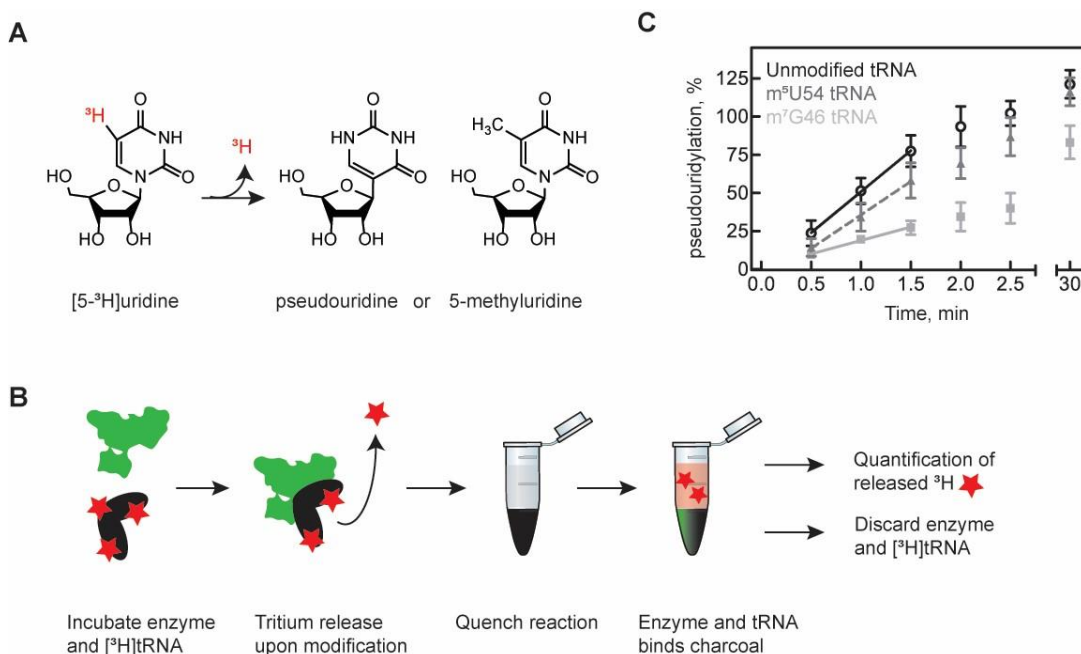 A
³H
O
NH
N
O
HO
O
OH OH
³H
O
HN NH
O
HO
O
OH OH
H₃C
O
NH
N
O
HO
O
OH OH
[5-³H]uridine
pseudouridine or 5-methyluridine
C
Unmodified tRNA
m⁵U54 tRNA
m⁷G46 tRNA
pseudouridylation, %
125
100
75
50
25
0
0.0 0.5 1.0 1.5 2.0 2.5 30
Time, min
B
Quantification of
released ³H
Discard enzyme
and [³H]tRNA
Incubate enzyme
and [³H]tRNA
Tritium release
upon modification
Quench reaction
Enzyme and tRNA
binds charcoal